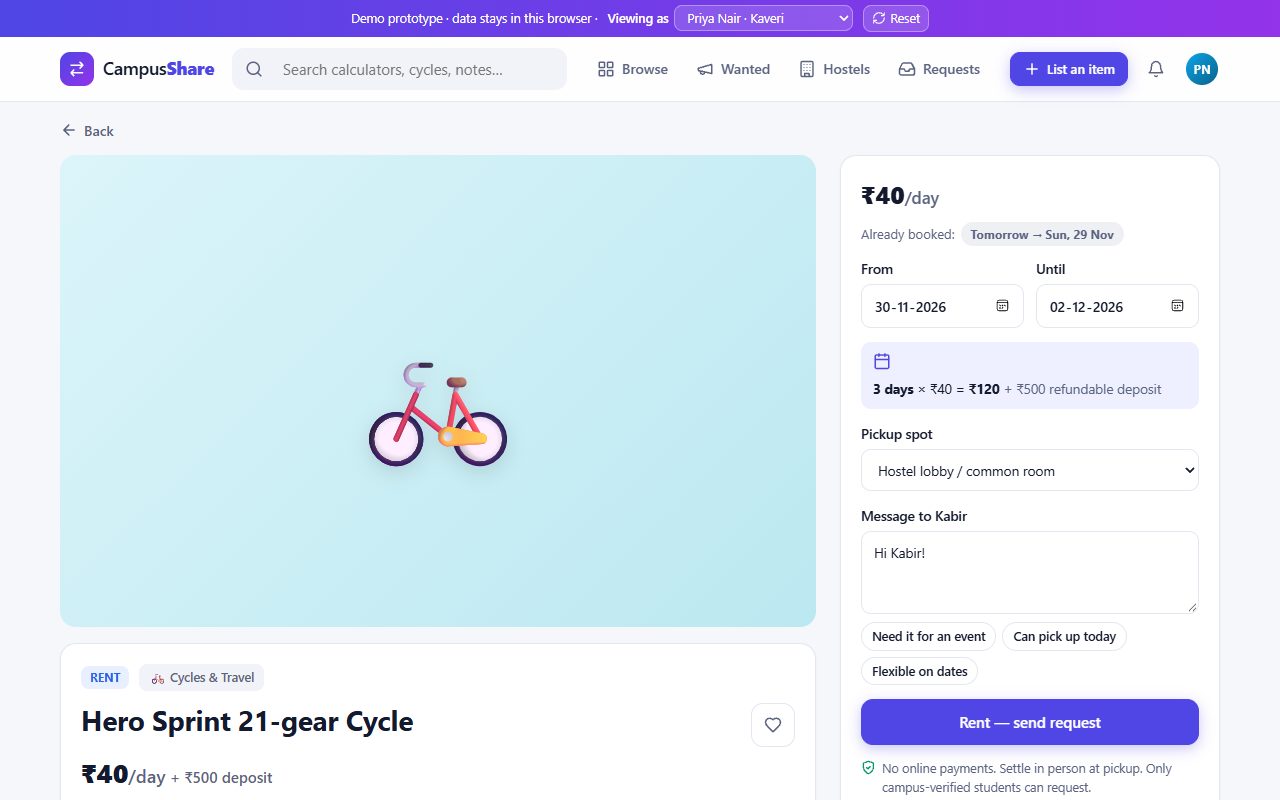 Demo prototype · data stays in this browser · Viewing as Priya Nair · Kaveri Reset
CampusShare Search calculators, cycles, notes... Browse Wanted Hostels Requests List an item PN
Back
₹40/day
Already booked: Tomorrow → Sun, 29 Nov
From Until
30-11-2026 02-12-2026
3 days × ₹40 = ₹120 + ₹500 refundable deposit
Pickup spot
Hostel lobby / common room
Message to Kabir
Hi Kabir!
Need it for an event Can pick up today
Flexible on dates
Rent — send request
No online payments. Settle in person at pickup. Only
campus-verified students can request.
RENT Cycles & Travel
Hero Sprint 21-gear Cycle
₹40/day + ₹500 deposit